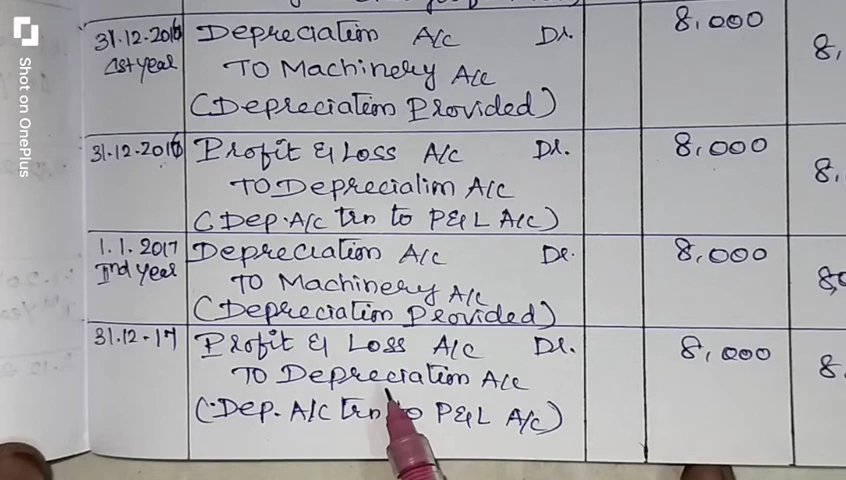 31.12.2016 Depreciation A/c Dr. 8,000
1st year TO Machinery A/c 8,
(Depreciation Provided)
31.12.2016 Profit & Loss A/c Dr. 8,000
TO Depreciation A/c 8,
(Dep. A/c trn to P&L A/c)
1.1.2017 Depreciation A/c Dr. 8,000
IInd year TO Machinery A/c 8,0
(Depreciation Provided)
31.12.17 Profit & Loss A/c Dr. 8,000
TO Depreciation A/c 8.
(Dep. A/c trn to P&L A/c)
Shot on OnePlus